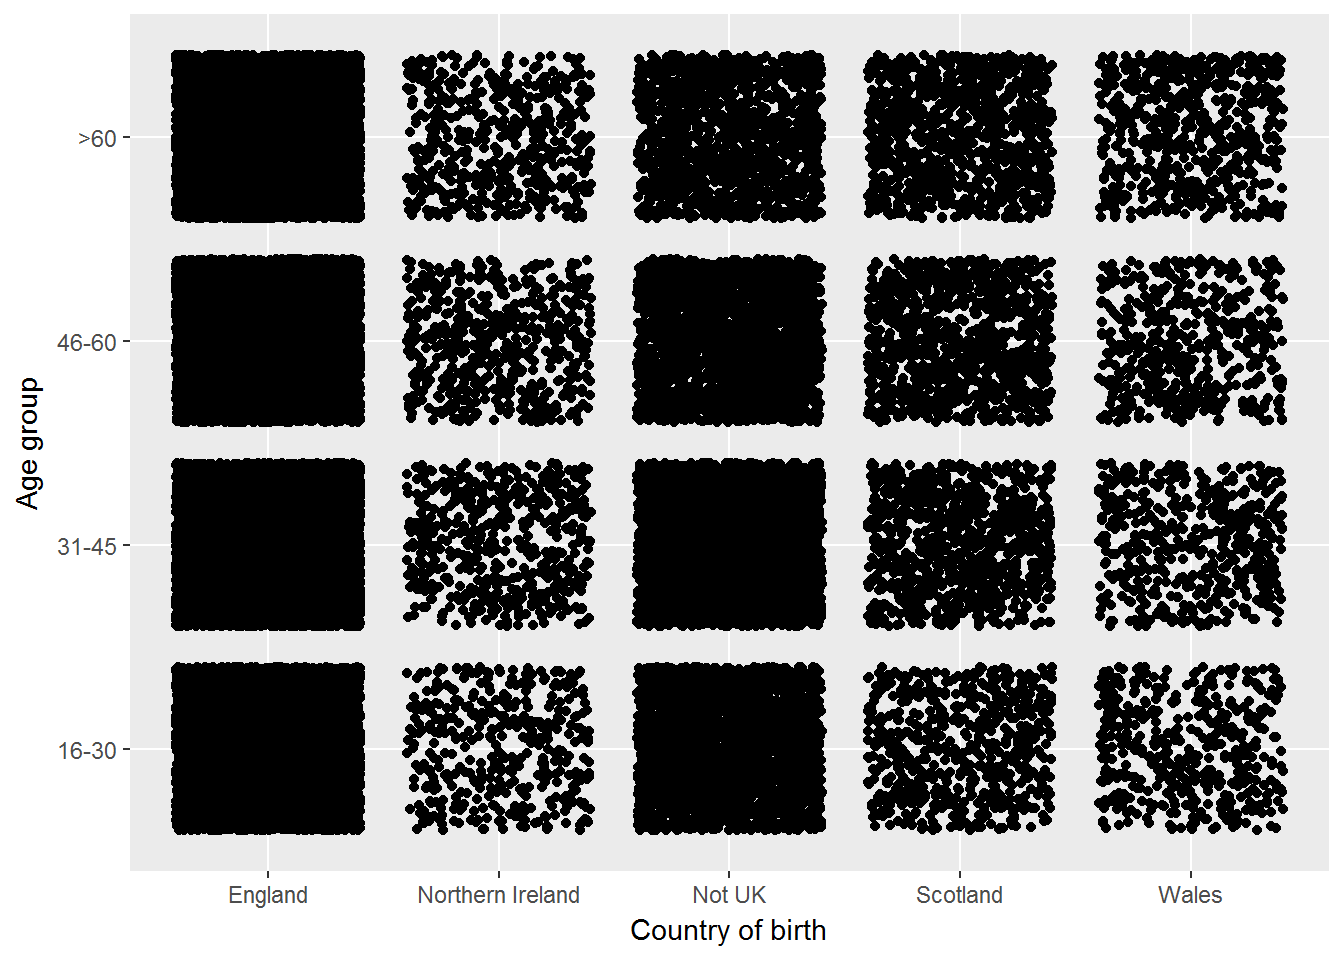 Age group
>60
46-60
31-45
16-30
England Northern Ireland Not UK Scotland Wales
Country of birth